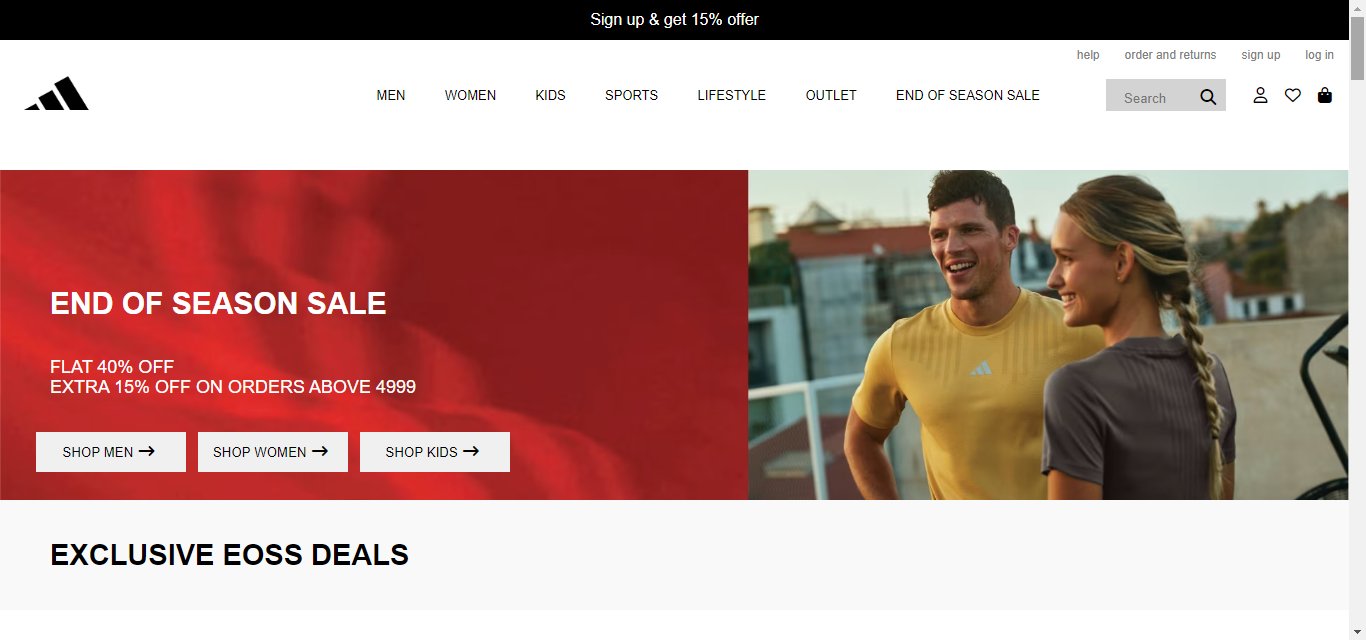 Sign up & get 15% offer
help order and returns sign up log in
MEN WOMEN KIDS SPORTS LIFESTYLE OUTLET END OF SEASON SALE Search
END OF SEASON SALE
FLAT 40% OFF
EXTRA 15% OFF ON ORDERS ABOVE 4999
SHOP MEN → SHOP WOMEN → SHOP KIDS →
EXCLUSIVE EOSS DEALS